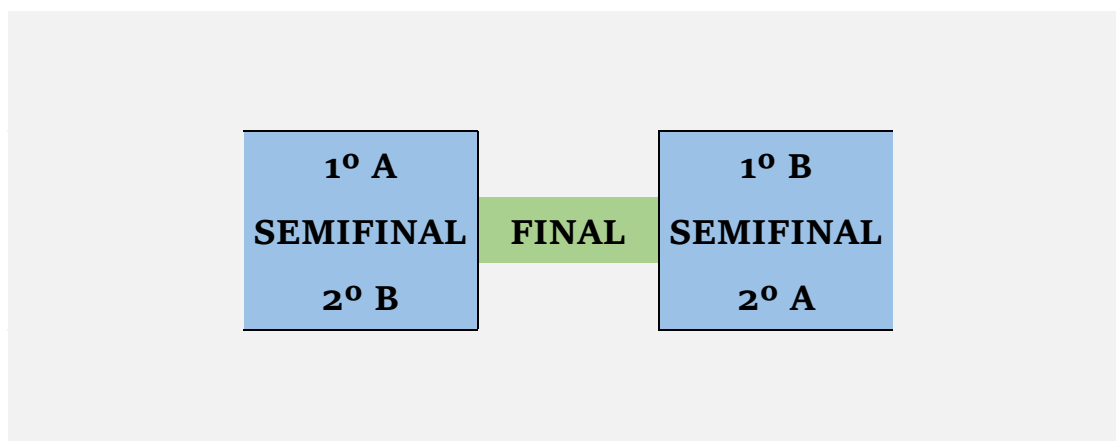 1º A
SEMIFINAL
2º B
FINAL
1º B
SEMIFINAL
2º A